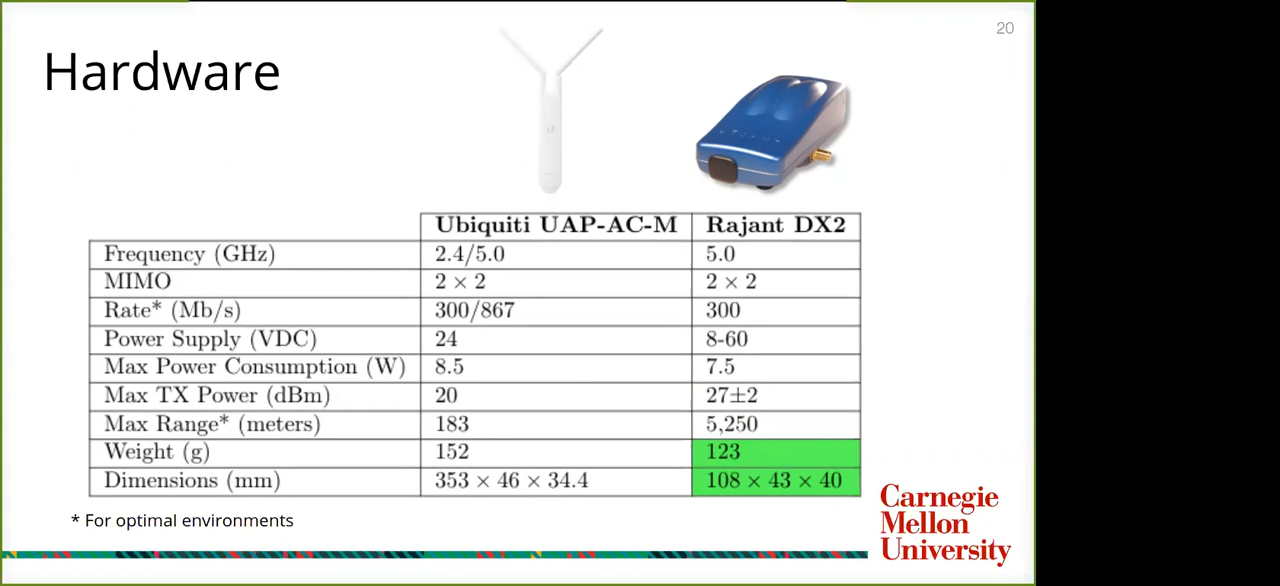 20
Hardware
Ubiquiti UAP-AC-M Rajant DX2
Frequency (GHz) 2.4/5.0 5.0
MIMO 2 × 2 2 × 2
Rate* (Mb/s) 300/867 300
Power Supply (VDC) 24 8-60
Max Power Consumption (W) 8.5 7.5
Max TX Power (dBm) 20 27±2
Max Range* (meters) 183 5,250
Weight (g) 152 123
Dimensions (mm) 353 × 46 × 34.4 108 × 43 × 40
* For optimal environments
Carnegie
Mellon
University